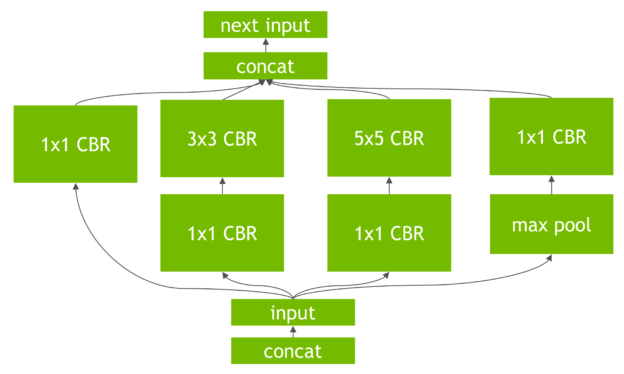 next input
concat
1x1 CBR
3x3 CBR
5x5 CBR
1x1 CBR
1x1 CBR
1x1 CBR
max pool
input
concat